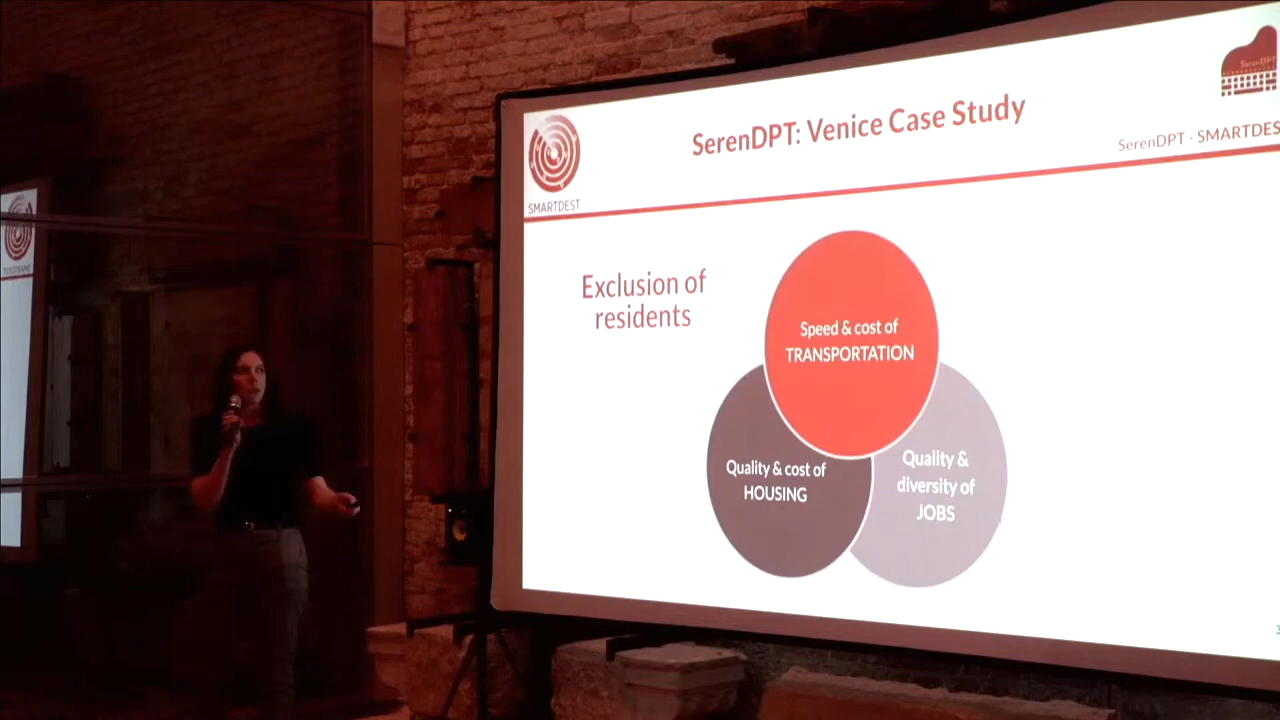 SerenDPT: Venice Case Study
SerenDPT
SerenDPT - SMARTDES
SMARTDEST
Exclusion of
residents
Speed & cost of
TRANSPORTATION
Quality & cost of
HOUSING
Quality &
diversity of
JOBS